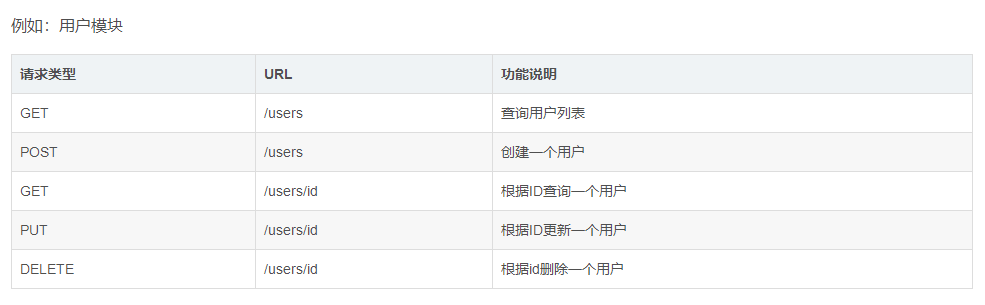 例如：用户模块
请求类型 URL 功能说明
GET /users 查询用户列表
POST /users 创建一个用户
GET /users/id 根据ID查询一个用户
PUT /users/id 根据ID更新一个用户
DELETE /users/id 根据id删除一个用户